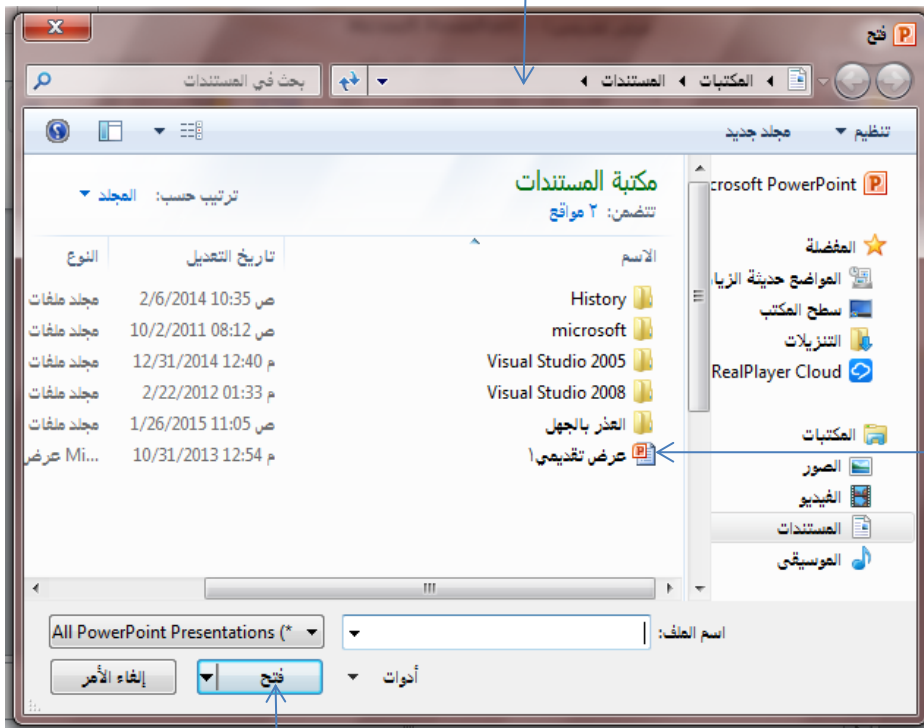 فتح
المكتبات المستندات
بحث في المستندات
تنظيم مجلد جديد
crosoft PowerPoint
المفضلة
المواضع حديثة الزيا
سطح المكتب
التنزيلات
RealPlayer Cloud
المكتبات
الصور
الفيديو
المستندات
الموسيقى
مكتبة المستندات
تتضمن: ٢ مواقع
ترتيب حسب: المجلد
الاسم تاريخ التعديل النوع
History 2/6/2014 10:35 ص مجلد ملفات
microsoft 10/2/2011 08:12 ص مجلد ملفات
Visual Studio 2005 12/31/2014 12:40 م مجلد ملفات
Visual Studio 2008 2/22/2012 01:33 م مجلد ملفات
العذر بالجهل 1/26/2015 11:05 ص مجلد ملفات
عرض تقديمي١ 10/31/2013 12:54 م عرض Mi...
اسم الملف:
All PowerPoint Presentations (*
أدوات فتح إلغاء الأمر